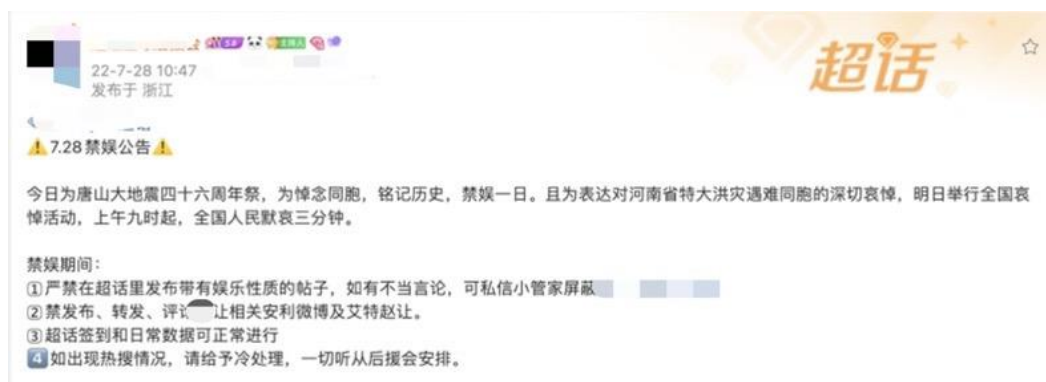 超话
22-7-28 10:47
发布于 浙江
7.28 禁娱公告
今日为唐山大地震四十六周年祭，为悼念同胞，铭记历史，禁娱一日。且为表达对河南省特大洪灾遇难同胞的深切哀悼，明日举行全国哀
悼活动，上午九时起，全国人民默哀三分钟。
禁娱期间：
①严禁在超话里发布带有娱乐性质的帖子，如有不当言论，可私信小管家屏蔽
②禁发布、转发、评 让相关安利微博及艾特赵让。
③超话签到和日常数据可正常进行
4 如出现热搜情况，请给予冷处理，一切听从后援会安排。